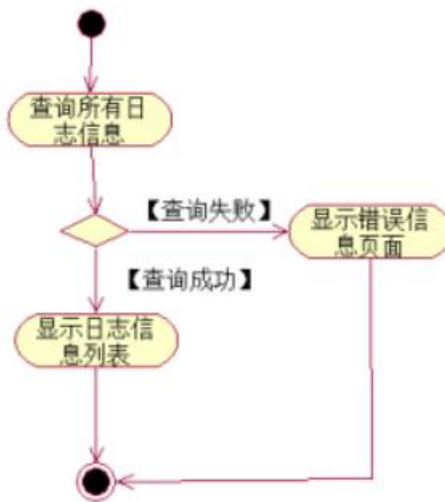 查询所有日
志信息
【查询失败】
显示错误信
息页面
【查询成功】
显示日志信
息列表